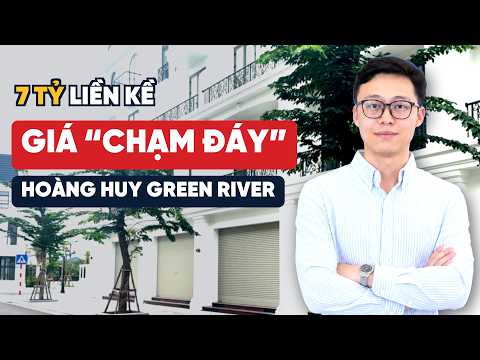 7 TỶ LIỀN KỀ
GIÁ “CHẠM ĐÁY”
HOÀNG HUY GREEN RIVER